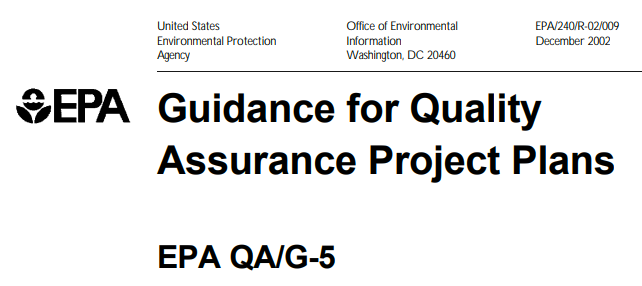 United States
Environmental Protection
Agency
Office of Environmental
Information
Washington, DC 20460
EPA/240/R-02/009
December 2002
EPA
Guidance for Quality
Assurance Project Plans
EPA QA/G-5